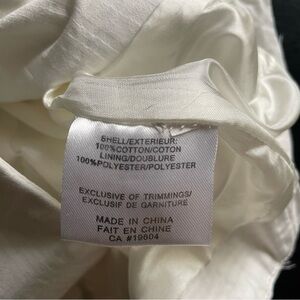 SHELL/EXTERIEUR:
100%COTTON/COTON
LINING/DOUBLURE
100%POLYESTER/POLYESTER
EXCLUSIVE OF TRIMMINGS/
EXCLUSIF DE GARNITURE
MADE IN CHINA
FAIT EN CHINE
CA #19604